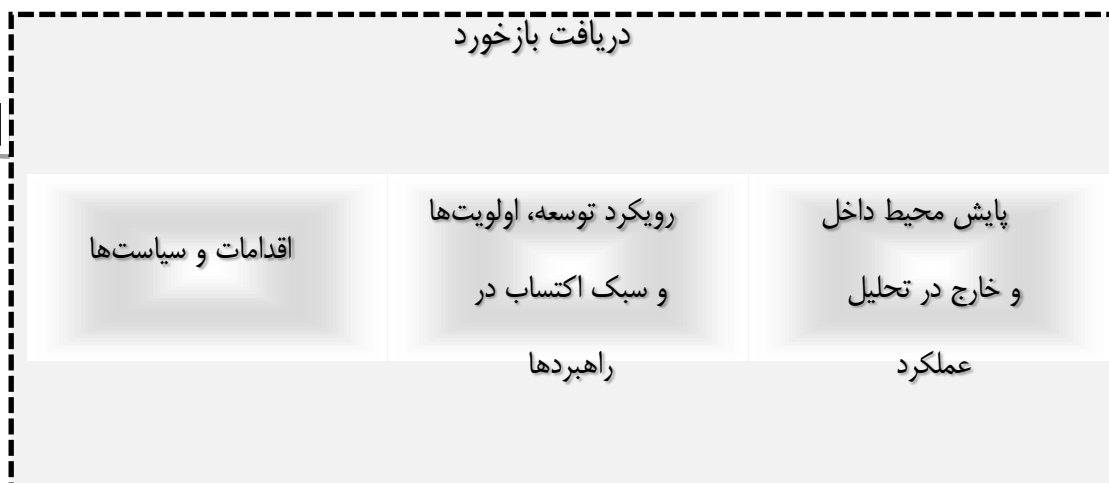 دریافت بازخورد
پایش محیط داخل
و خارج در تحلیل
عملکرد
رویکرد توسعه، اولویت‌ها
و سبک اکتساب در
راهبردها
اقدامات و سیاست‌ها